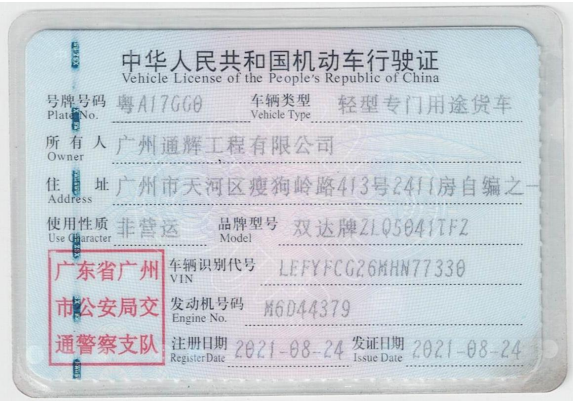 中华人民共和国机动车行驶证
Vehicle License of the People's Republic of China
号牌号码 粤A17GG0 车辆类型 轻型专门用途货车
Plate No. Vehicle Type
所有人 广州通辉工程有限公司
Owner
住址 广州市天河区瘦狗岭路413号2411房自编之一
Address
使用性质 非营运 品牌型号 双达牌ZLQ5041TFZ
Use Character Model
广东省广州 车辆识别代号 LEFYFCG26MHN77330
VIN
市公安局交 发动机号码 M6D44379
Engine No.
通警察支队 注册日期 2021-08-24 发证日期 2021-08-24
Register Date Issue Date